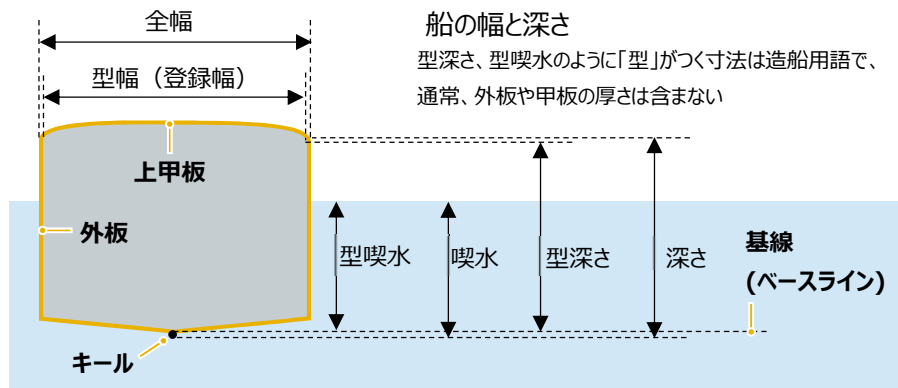 全幅
船の幅と深さ
型深さ、型喫水のように「型」がつく寸法は造船用語で、
通常、外板や甲板の厚さは含まない
型幅（登録幅）
上甲板
外板
型喫水
喫水
型深さ
深さ
基線
(ベースライン)
キール